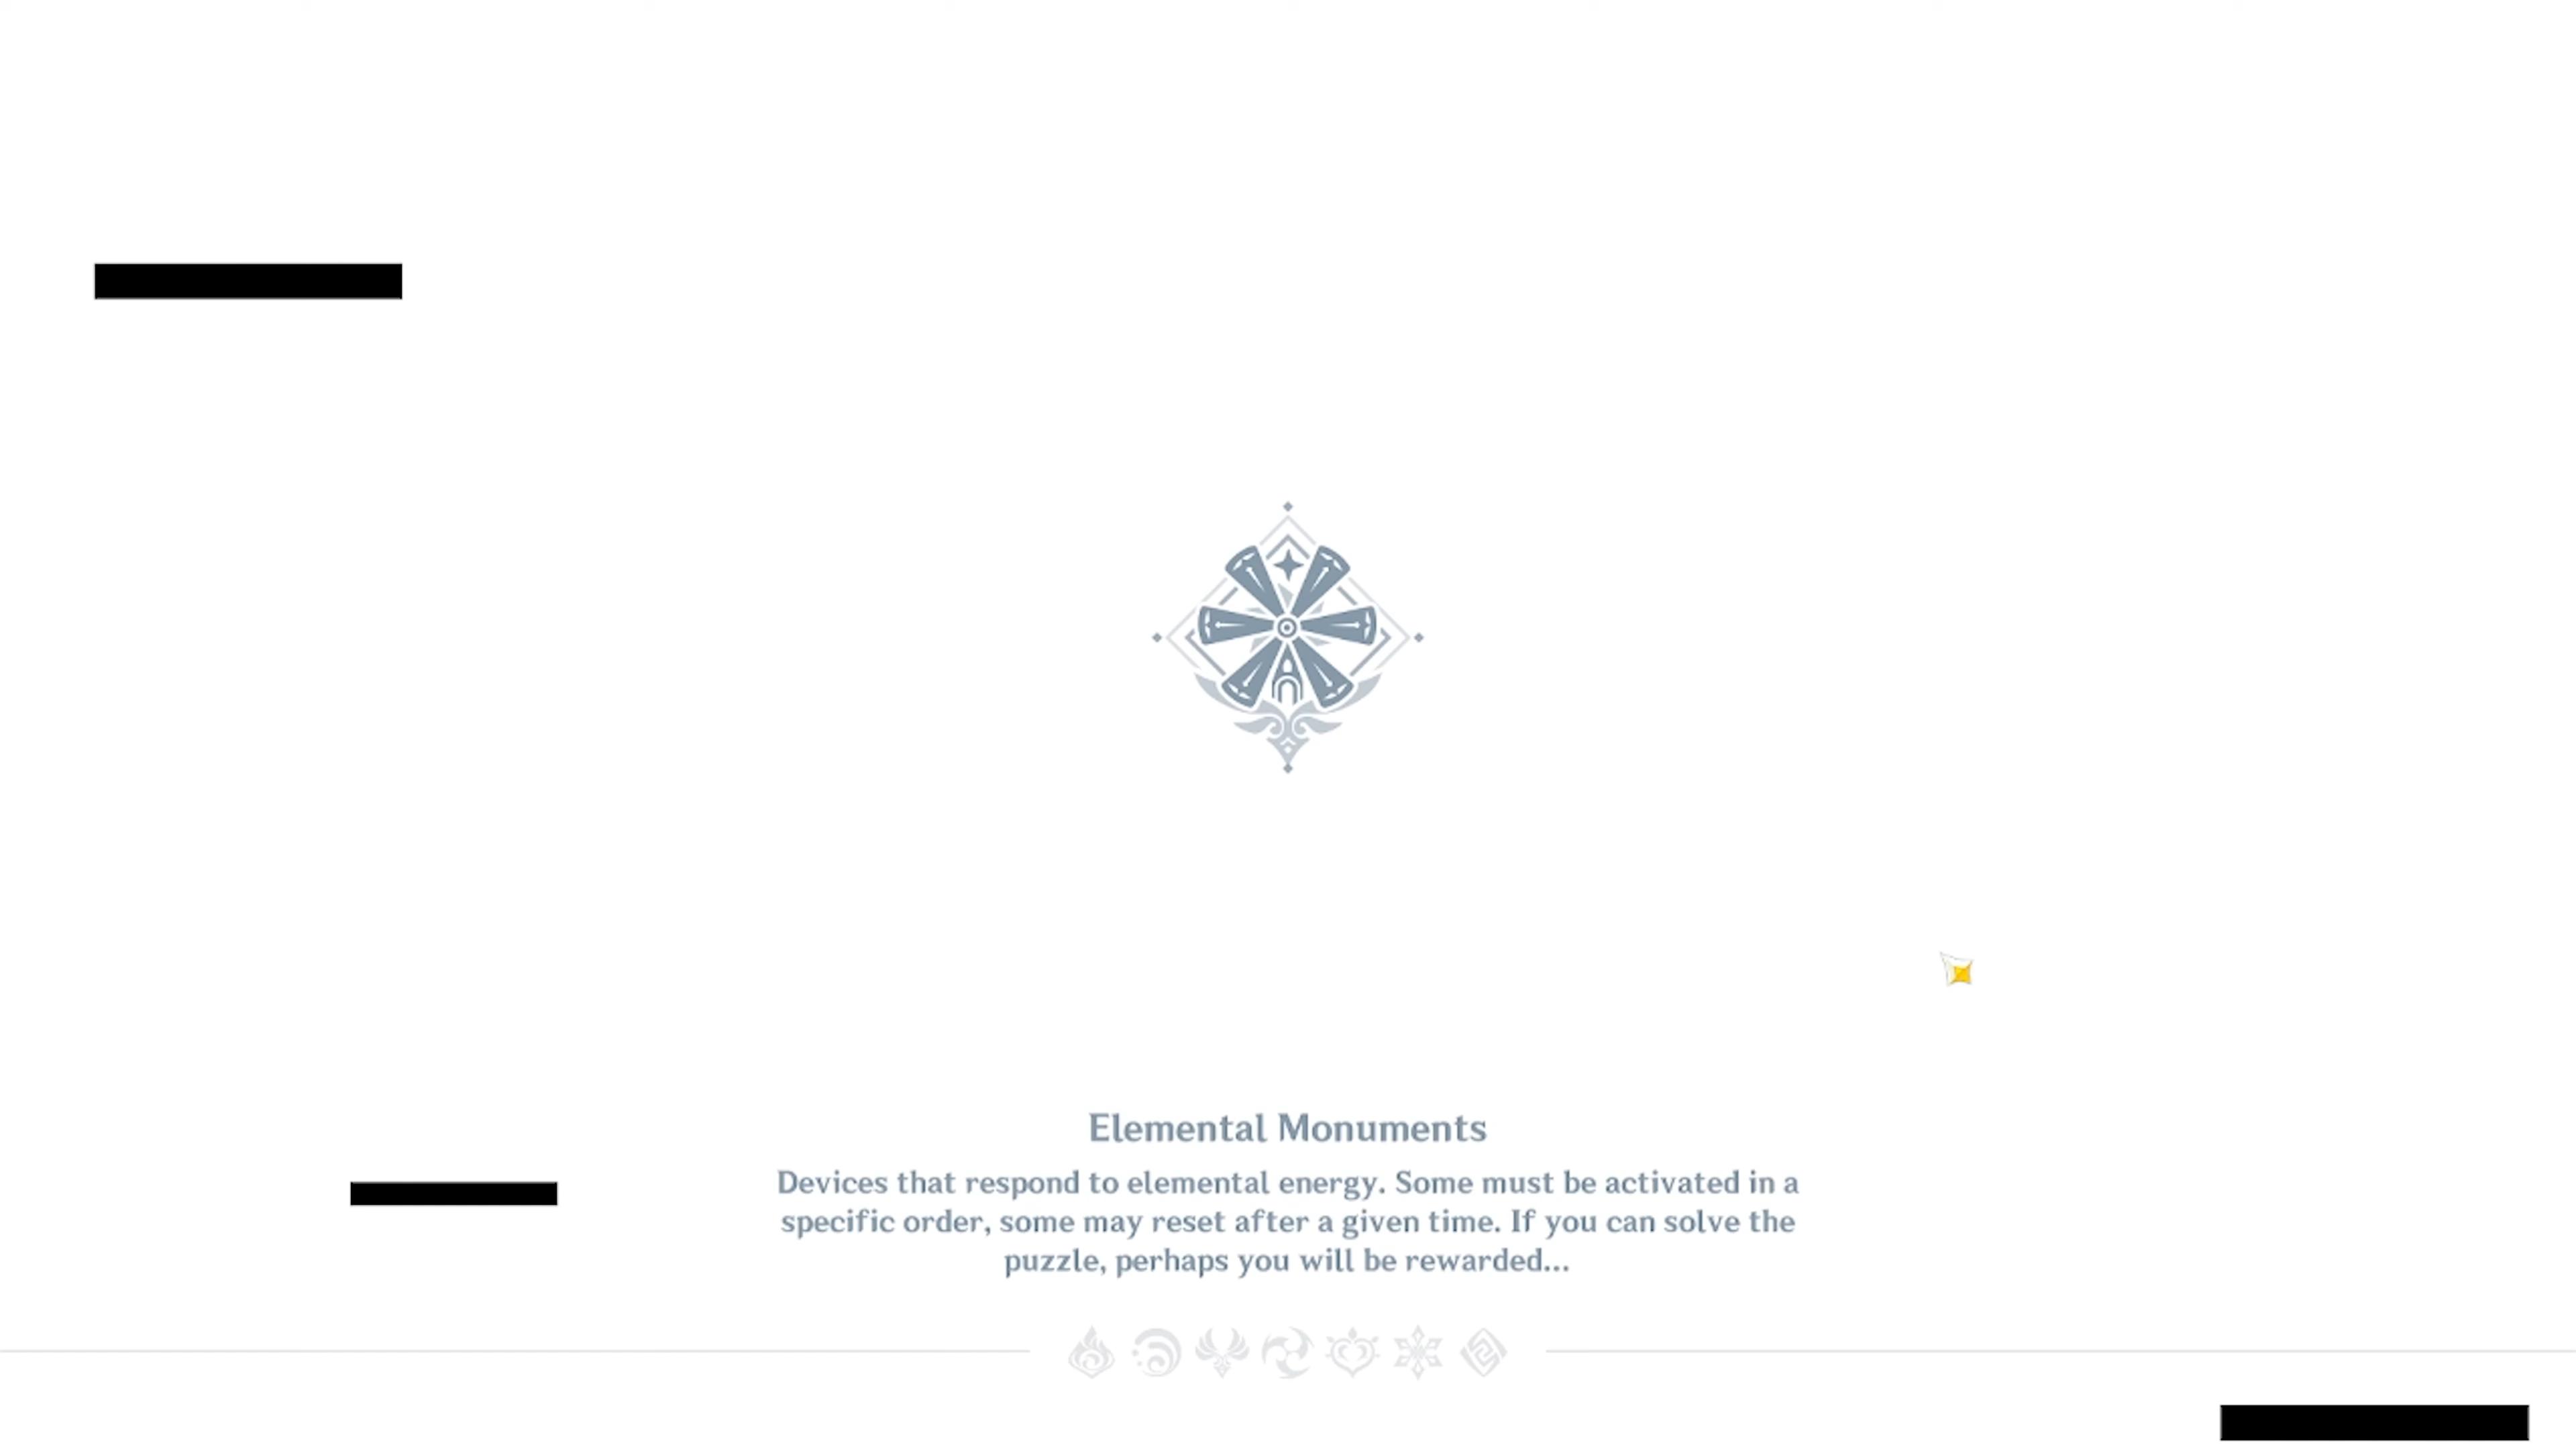 Elemental Monuments
Devices that respond to elemental energy. Some must be activated in a
specific order, some may reset after a given time. If you can solve the
puzzle, perhaps you will be rewarded...